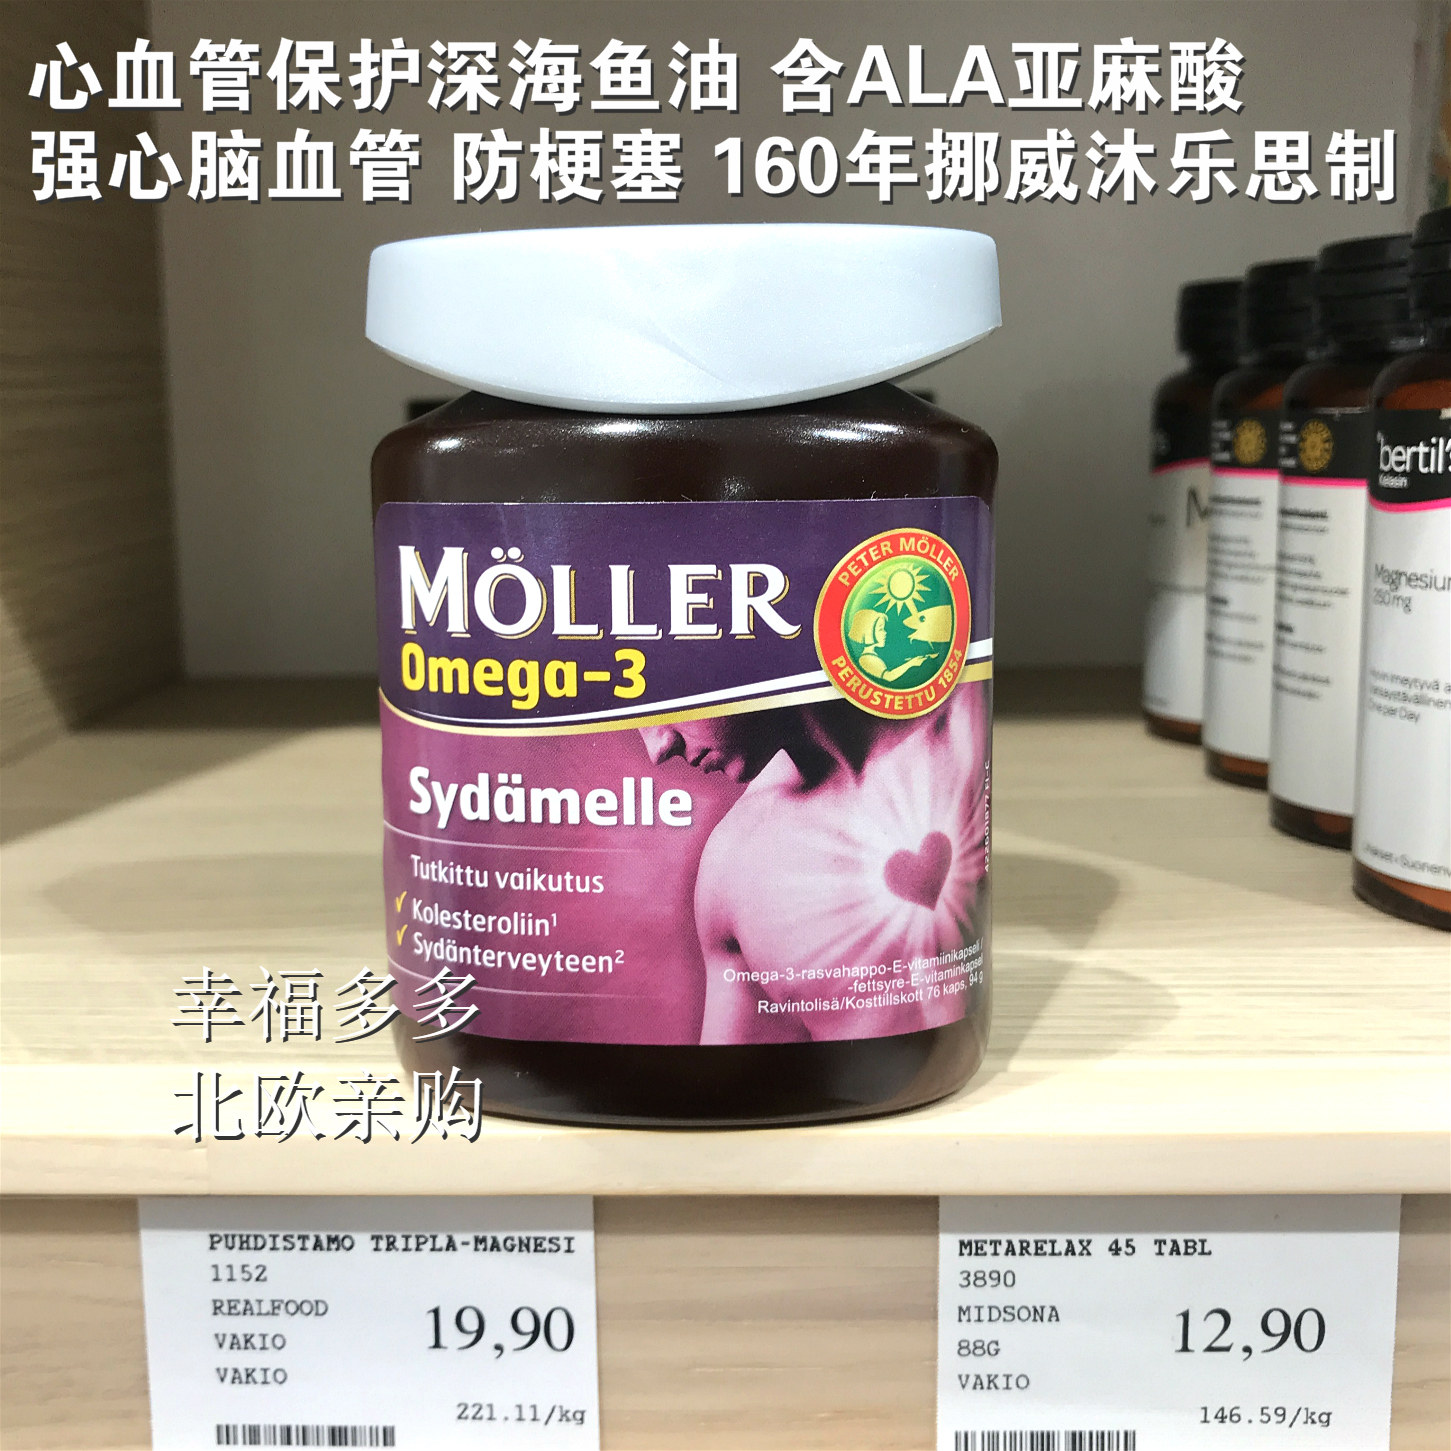 心血管保护深海鱼油 含ALA亚麻酸
强心脑血管 防梗塞 160年挪威沐乐思制
MÖLLER
Omega-3
PETER MÖLLER
PERUSTETTU 1854
Sydämelle
Tutkittu vaikutus
✓ Kolesteroliin¹
✓ Sydänterveyteen²
Omega-3-rasvahappo-E-vitamiinikapseli /
-fettsyre-E-vitaminkapsel
Ravintolisä/Kosttillskott 76 kaps, 94 g
幸福多多
北欧亲购
bertil's
Kalasin
Magnesium
250mg
One per Day
PUHDISTAMO TRIPLA-MAGNESI
1152
REALFOOD
19,90
VAKIO
VAKIO
221.11/kg
METARELAX 45 TABL
3890
MIDSONA
12,90
88G
VAKIO
146.59/kg